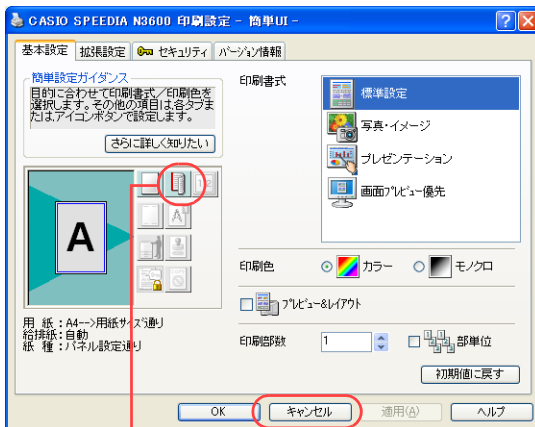 CASIO SPEEDIA N3600 印刷設定 - 簡単UI -
基本設定 拡張設定 セキュリティ バージョン情報
簡単設定ガイダンス
目的に合わせて印刷書式/印刷色を
選択します。その他の項目は各タブま
たはアイコンボタンで設定します。
さらに詳しく知りたい
A
用 紙 : A4-->用紙サイズ通り
給排紙 : 自動
紙 種 : パネル設定通り
印刷書式
標準設定
写真・イメージ
プレゼンテーション
画面プレビュー優先
印刷色 カラー モノクロ
プレビュー&レイアウト
印刷部数 1 部単位
初期値に戻す
OK キャンセル 適用(A) ヘルプ